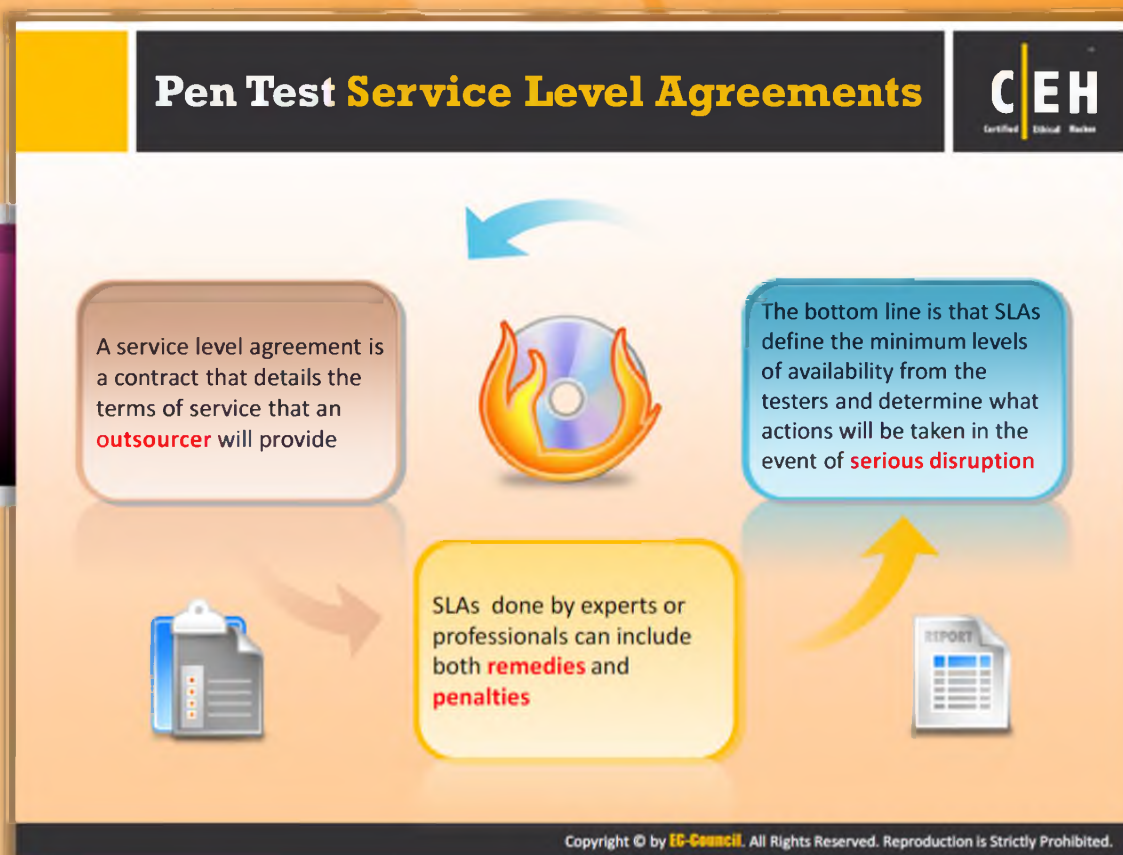 Pen Test Service Level Agreements
C EH
Certified Ethical Hacker
A service level agreement is
a contract that details the
terms of service that an
outsourcer will provide
The bottom line is that SLAs
define the minimum levels
of availability from the
testers and determine what
actions will be taken in the
event of serious disruption
SLAs done by experts or
professionals can include
both remedies and
penalties
REPORT
Copyright © by EC-Council. All Rights Reserved. Reproduction is Strictly Prohibited.